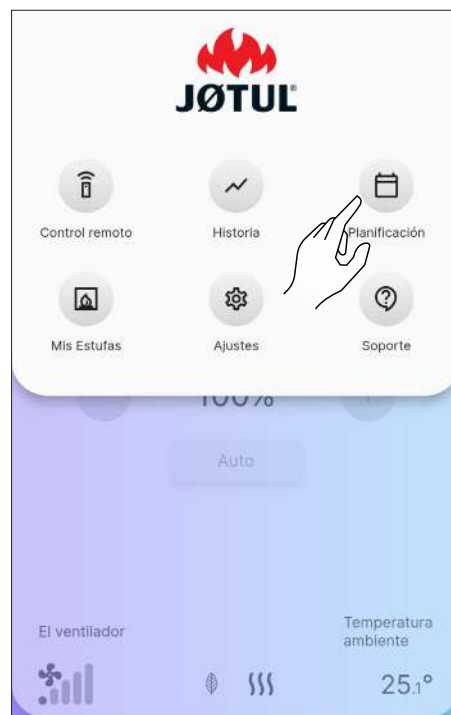 JØTUL®
Control remoto
Historia
Planificación
Mis Estufas
Ajustes
Soporte
100%
Auto
El ventilador
Temperatura
ambiente
25.1°